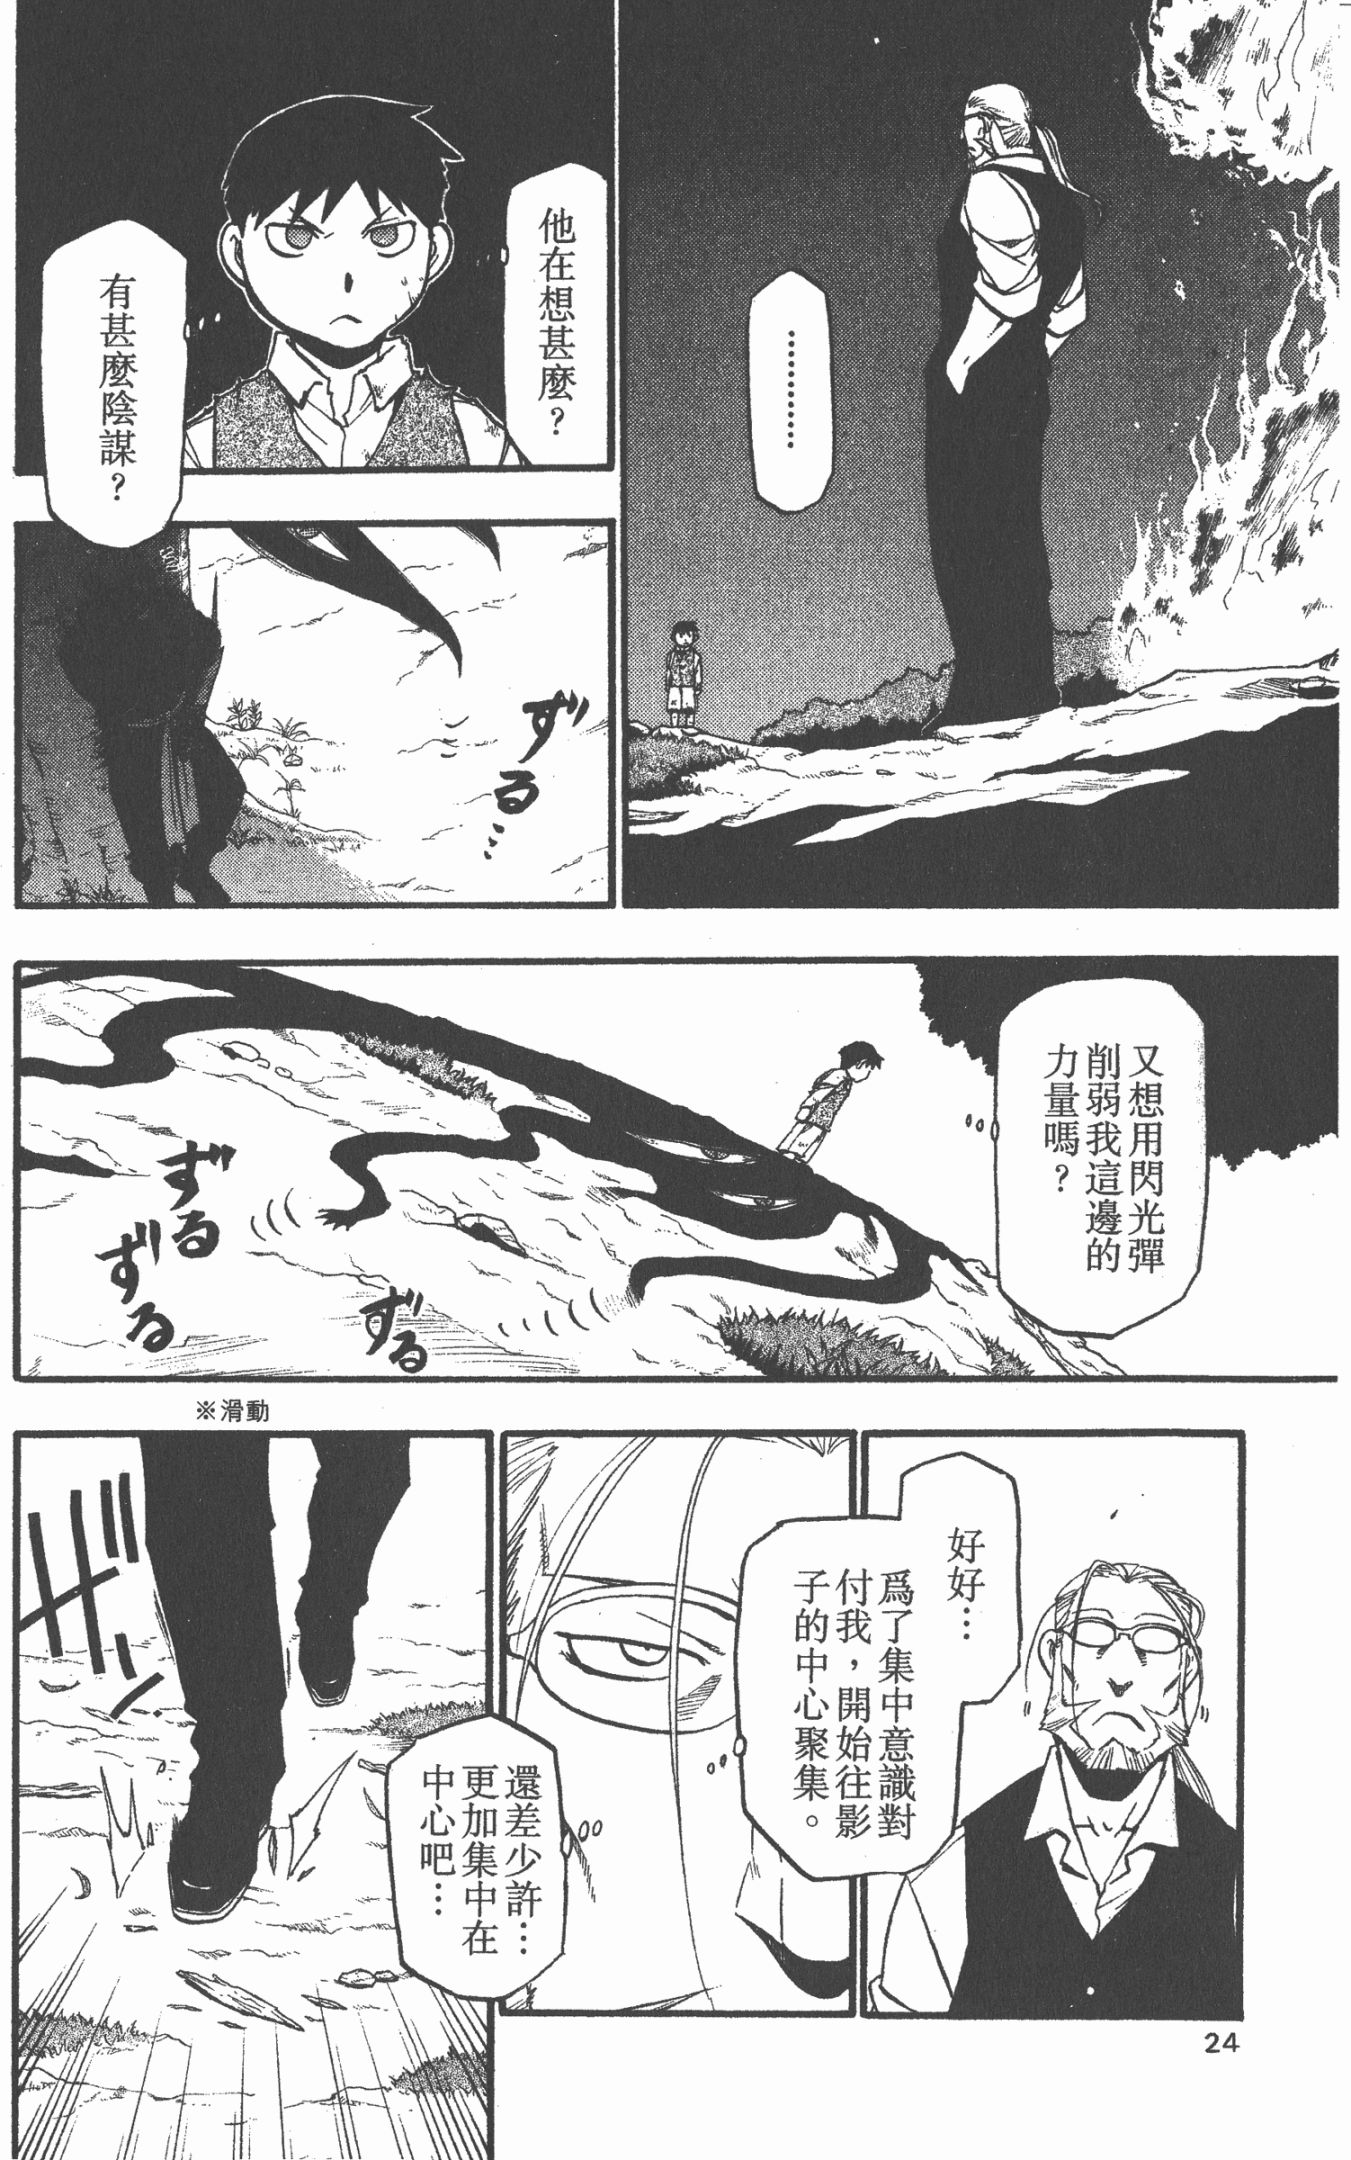 …………
他在想甚麼？
有甚麼陰謀？
ずる…
又想用閃光彈
削弱我這邊的
力量嗎？
ずる
ずる
ずる
※滑動
好好…
爲了集中意識對
付我，開始往影
子的中心聚集。
還差少許…
更加集中在
中心吧…
ザッ
24